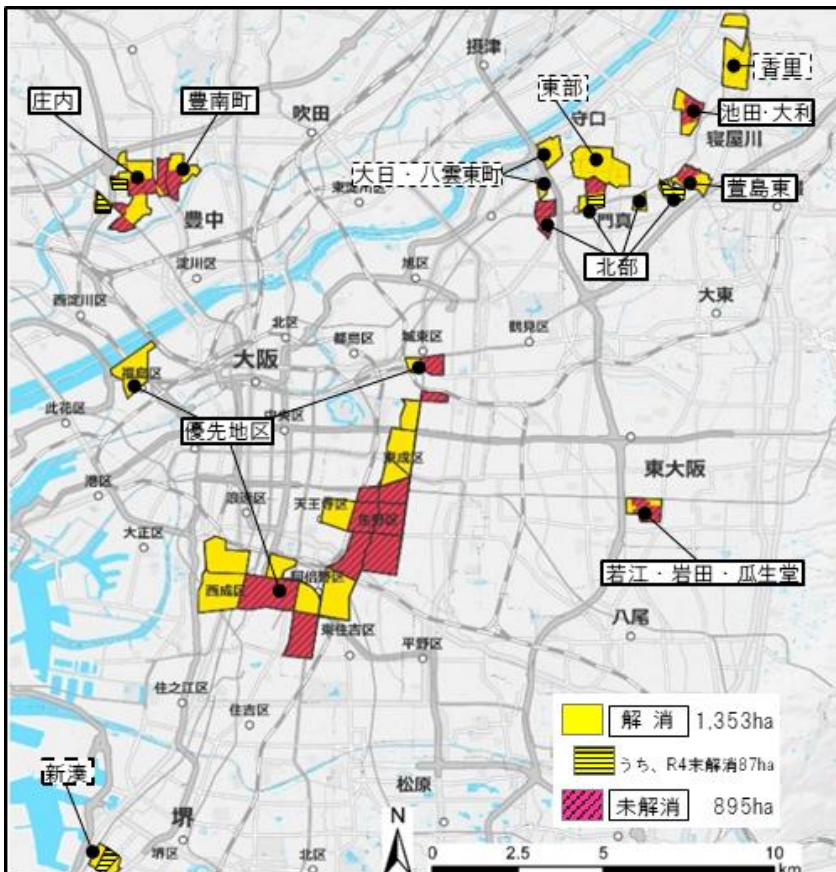 摂津
香里
東部
庄内
豊南町
吹田
守口
池田・大利
寝屋川
大日・八雲東町
東淀川区
萱島東
豊中
門真
北部
淀川区
旭区
西淀川区
大東
鶴見区
北区
都島区
城東区
大阪
福島区
此花区
中央区
優先地区
東成区
東大阪
港区
浪速区
天王寺区
生野区
大正区
若江・岩田・瓜生堂
西成区
阿倍野区
八尾
東住吉区
平野区
住之江区
住吉区
解消 1,353ha
うち、R4末解消87ha
未解消 895ha
新湊
松原
堺
N
堺区
北区
0 2.5 5 10
km